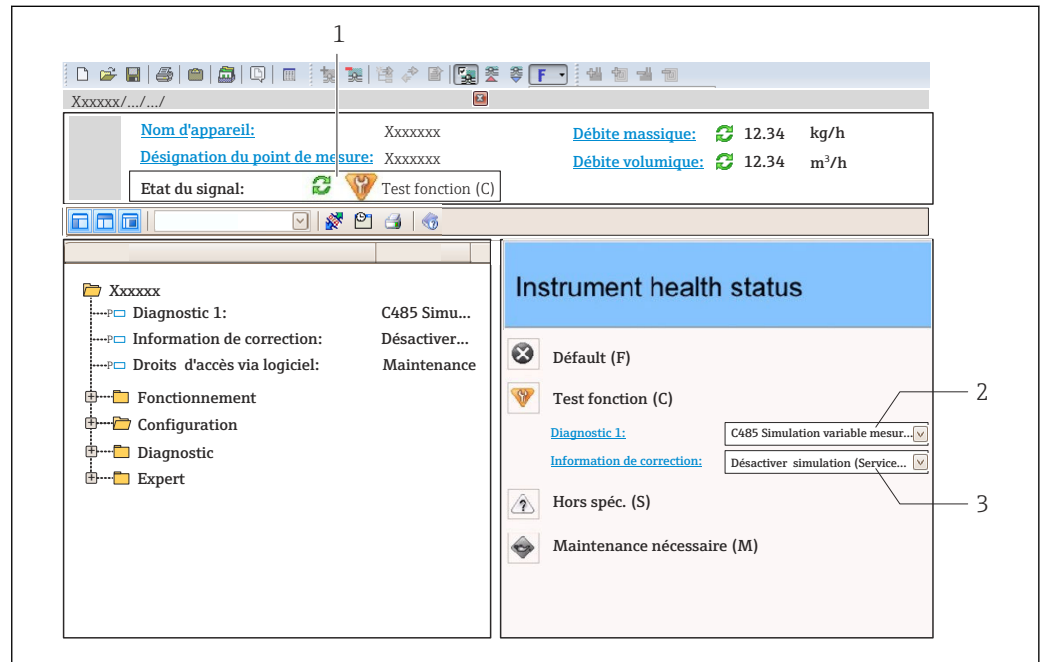 1
F
Xxxxxx/.../.../
Nom d'appareil: Xxxxxxx Débite massique: 12.34 kg/h
Désignation du point de mesure: Xxxxxxx Débite volumique: 12.34 m³/h
Etat du signal: Test fonction (C)
Xxxxxx
Diagnostic 1: C485 Simu...
Information de correction: Désactiver...
Droits d'accès via logiciel: Maintenance
Fonctionnement
Configuration
Diagnostic
Expert
Instrument health status
Défault (F)
Test fonction (C)
Diagnostic 1: C485 Simulation variable mesur...
2
Information de correction: Désactiver simulation (Service...
3
Hors spéc. (S)
Maintenance nécessaire (M)